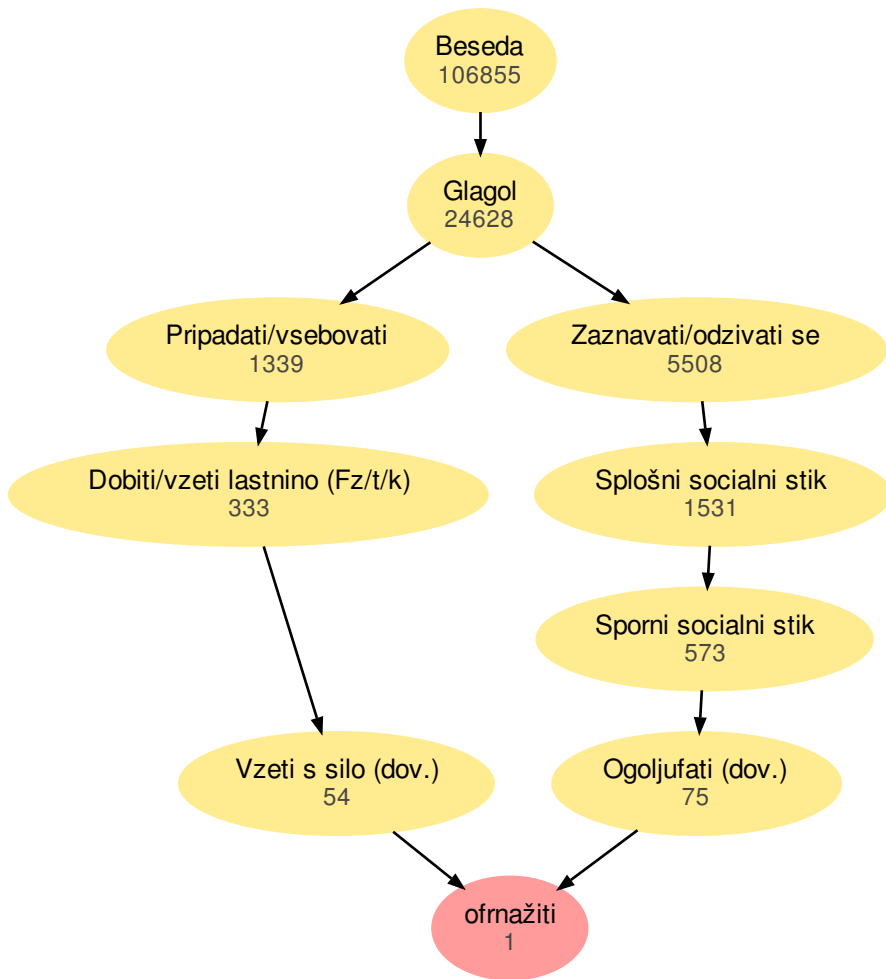 Beseda
106855
Glagol
24628
Pripadati/vsebovati
1339
Zaznavati/odzivati se
5508
Dobiti/vzeti lastnino (Fz/t/k)
333
Splošni socialni stik
1531
Sporni socialni stik
573
Vzeti s silo (dov.)
54
Ogoljufati (dov.)
75
ofrnažiti
1